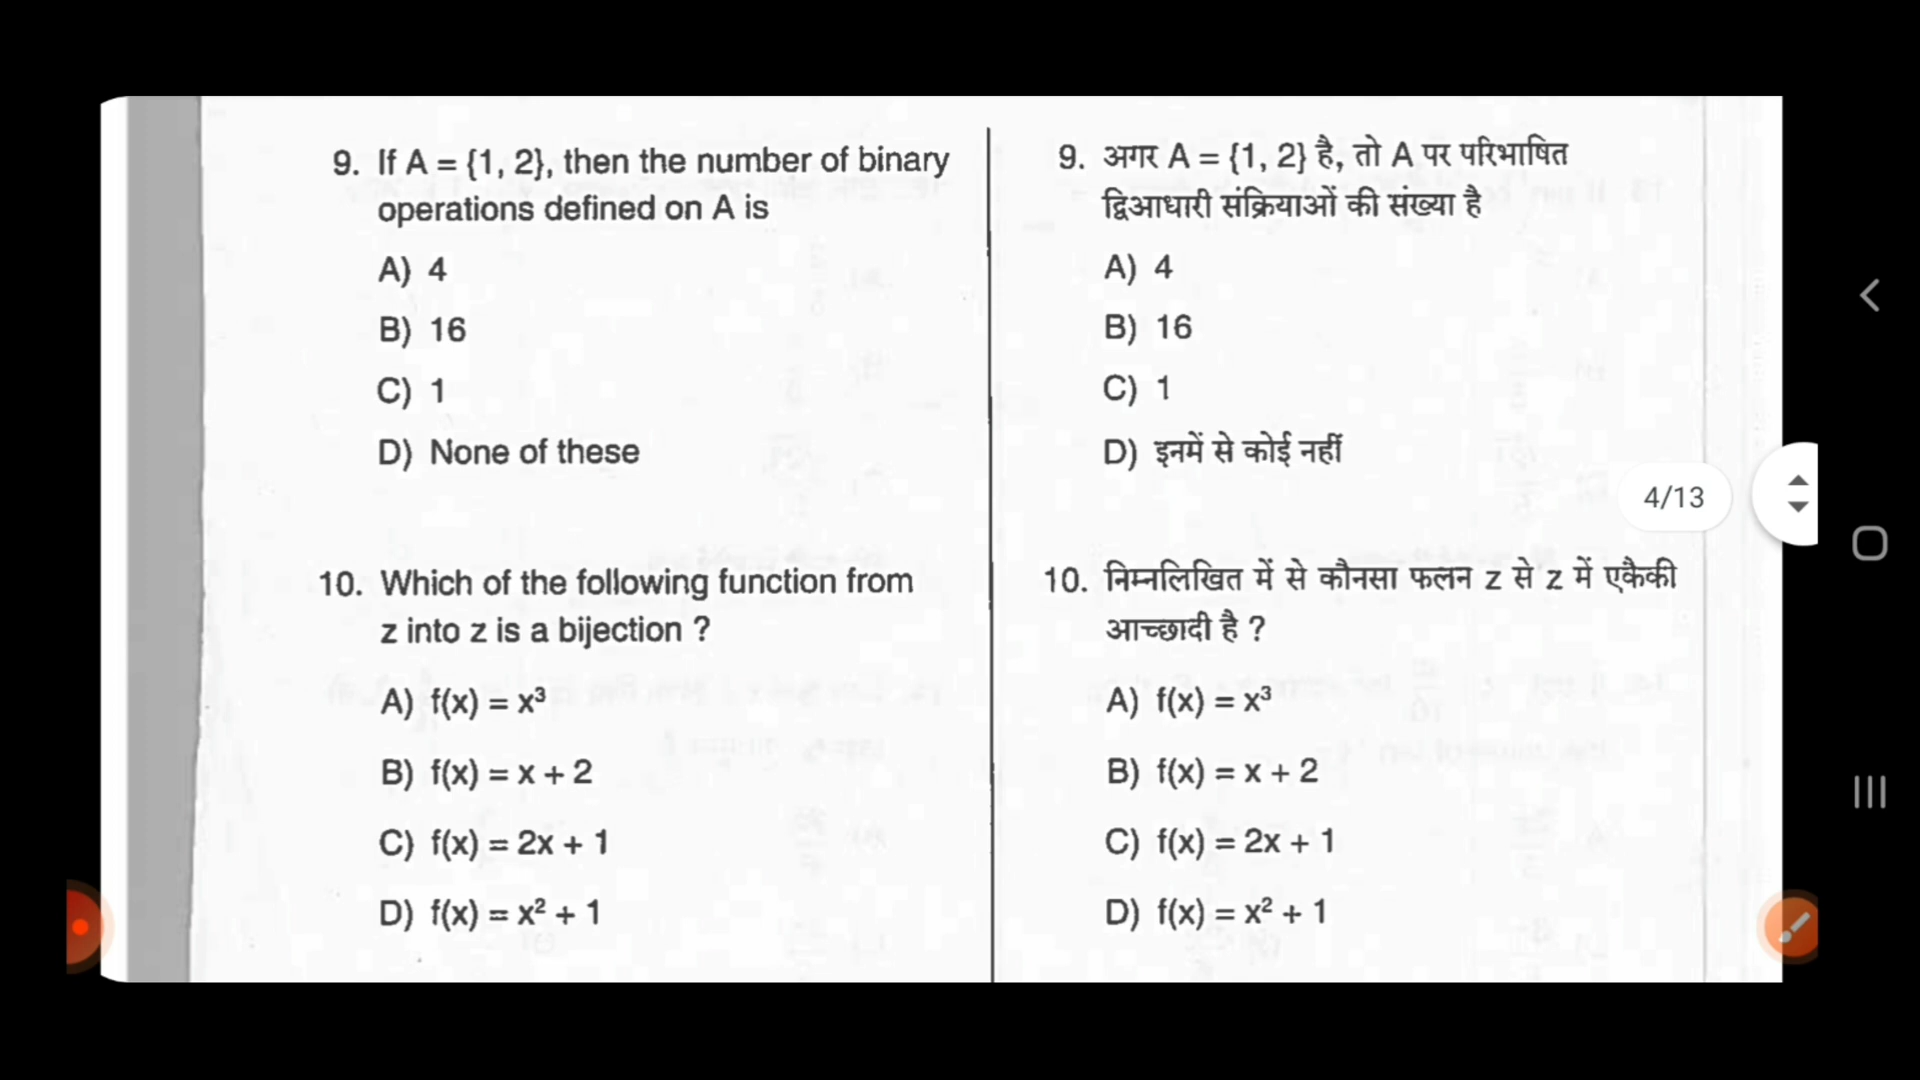 9. If A = {1, 2}, then the number of binary
operations defined on A is
A) 4
B) 16
C) 1
D) None of these
10. Which of the following function from
z into z is a bijection ?
A) f(x) = x³
B) f(x) = x + 2
C) f(x) = 2x + 1
D) f(x) = x² + 1
9. अगर A = {1, 2} है, तो A पर परिभाषित
द्विआधारी संक्रियाओं की संख्या है
A) 4
B) 16
C) 1
D) इनमें से कोई नहीं
10. निम्नलिखित में से कौनसा फलन z से z में एकैकी
आच्छादी है ?
A) f(x) = x³
B) f(x) = x + 2
C) f(x) = 2x + 1
D) f(x) = x² + 1
4/13